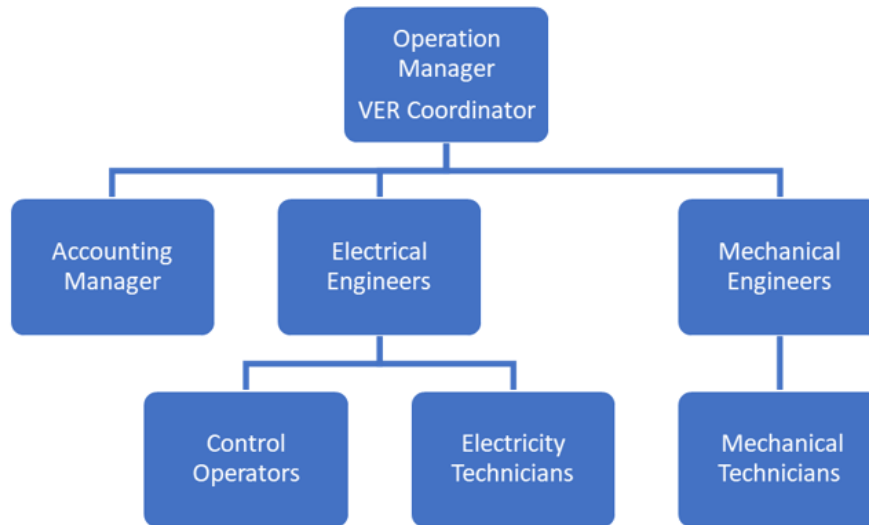 Operation
Manager
VER Coordinator
Accounting
Manager
Electrical
Engineers
Mechanical
Engineers
Control
Operators
Electricity
Technicians
Mechanical
Technicians